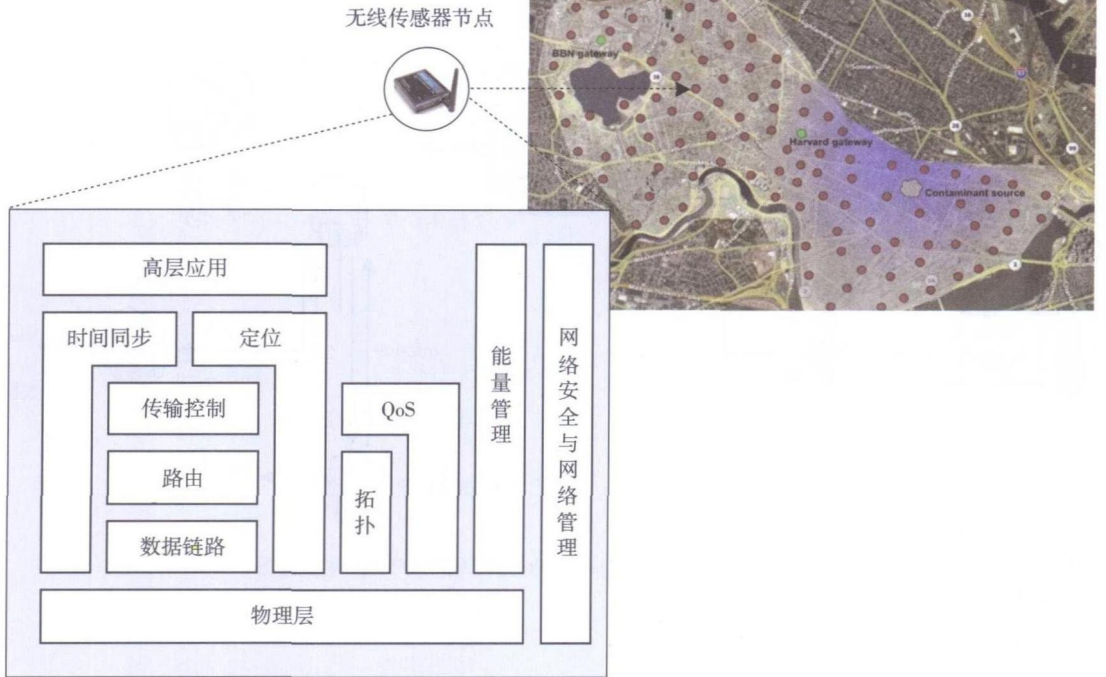 无线传感器节点
BBN gateway
Harvard gateway
Contaminant source
高层应用
时间同步
定位
传输控制
路由
数据链路
QoS
拓扑
能量管理
网络安全与网络管理
物理层